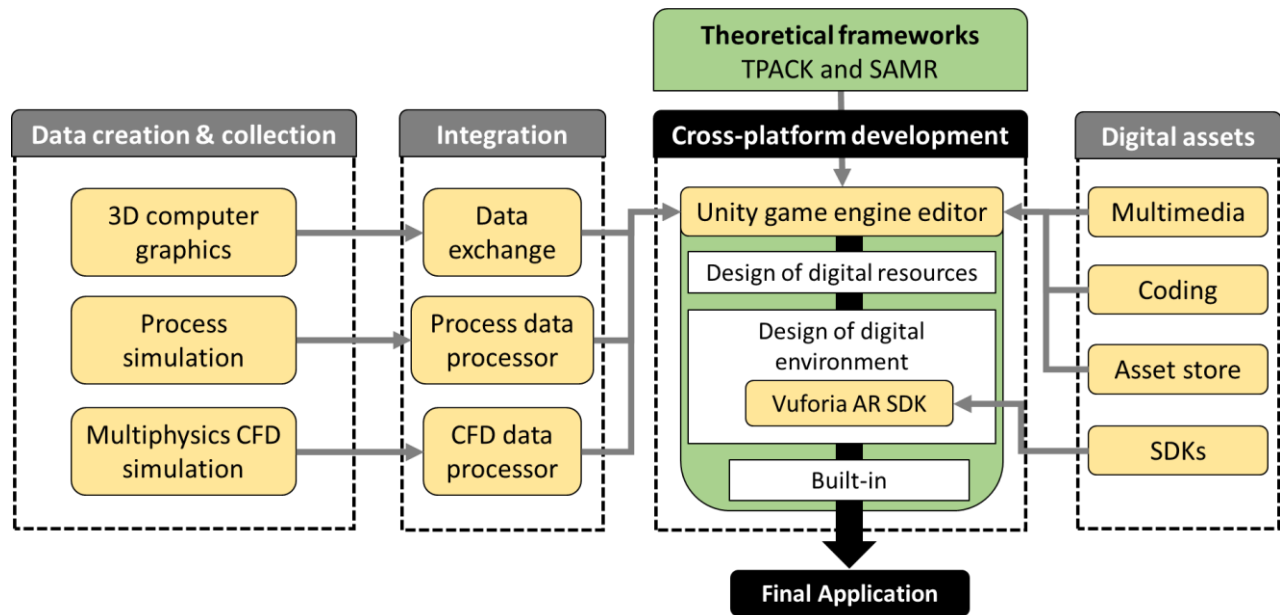 Theoretical frameworks
TPACK and SAMR
Data creation & collection
3D computer
graphics
Process
simulation
Multiphysics CFD
simulation
Integration
Data
exchange
Process data
processor
CFD data
processor
Cross-platform development
Unity game engine editor
Design of digital resources
Design of digital
environment
Vuforia AR SDK
Built-in
Final Application
Digital assets
Multimedia
Coding
Asset store
SDKs